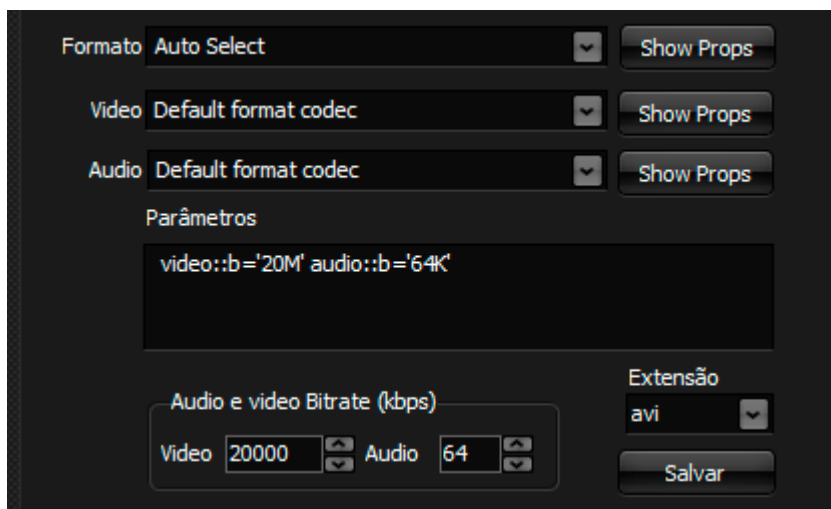 Formato Auto Select Show Props
Video Default format codec Show Props
Audio Default format codec Show Props
Parâmetros
video::b='20M' audio::b='64K'
Extensão
Audio e video Bitrate (kbps)
avi
Video 20000 Audio 64
Salvar